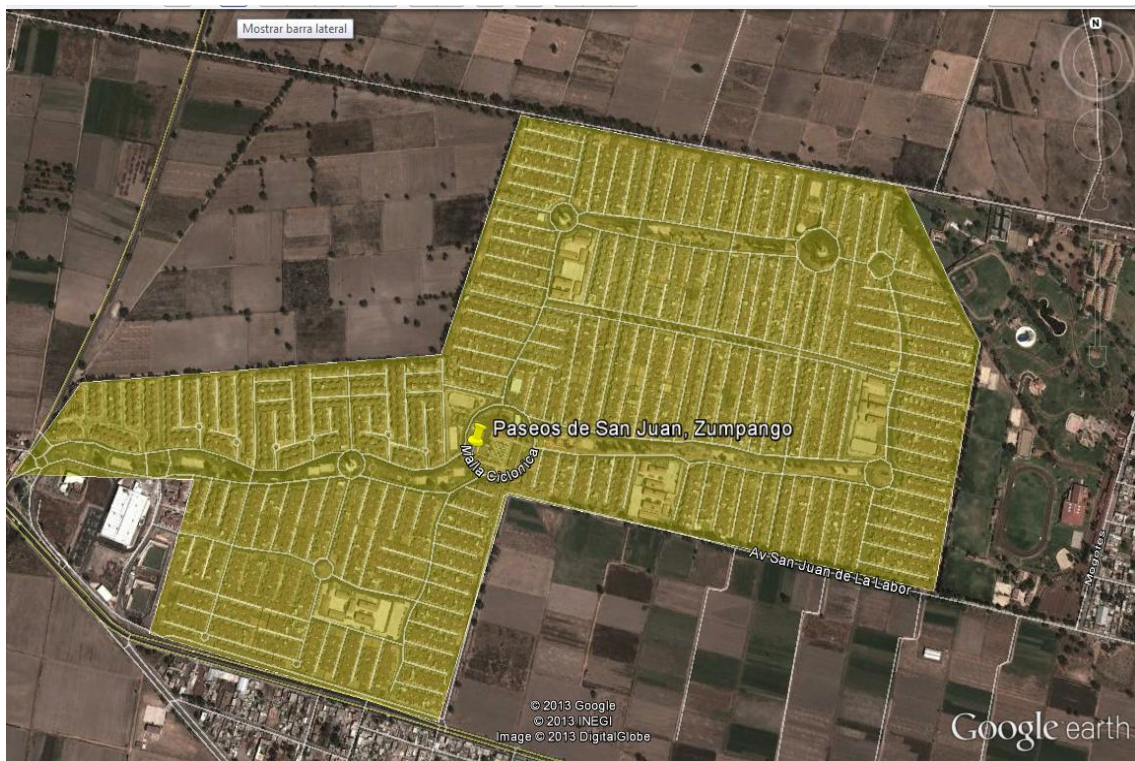 Mostrar barra lateral
N
Paseos de San Juan, Zumpango
Malla Ciclonica
Av San Juan de La Labor
Mogoles
© 2013 Google
© 2013 INEGI
Image © 2013 DigitalGlobe
Google earth